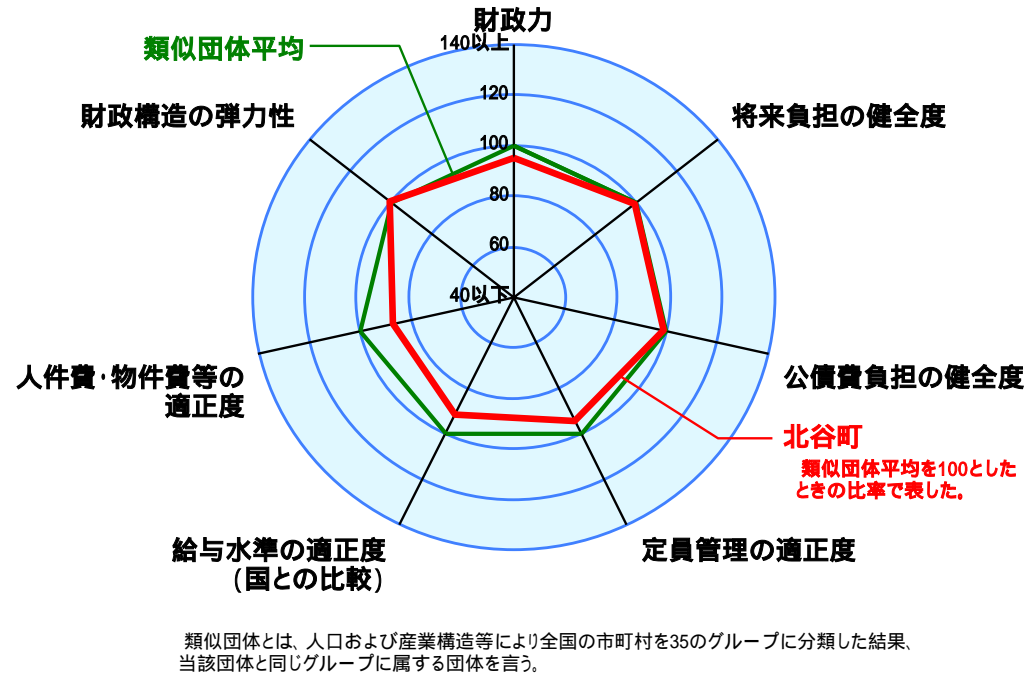 財政力
140以上
類似団体平均
120
財政構造の弾力性
将来負担の健全度
100
80
60
40以下
人件費・物件費等の
適正度
公債費負担の健全度
北谷町
類似団体平均を100とした
ときの比率で表した。
給与水準の適正度
(国との比較)
定員管理の適正度
類似団体とは、人口および産業構造等により全国の市町村を35のグループに分類した結果、
当該団体と同じグループに属する団体を言う。